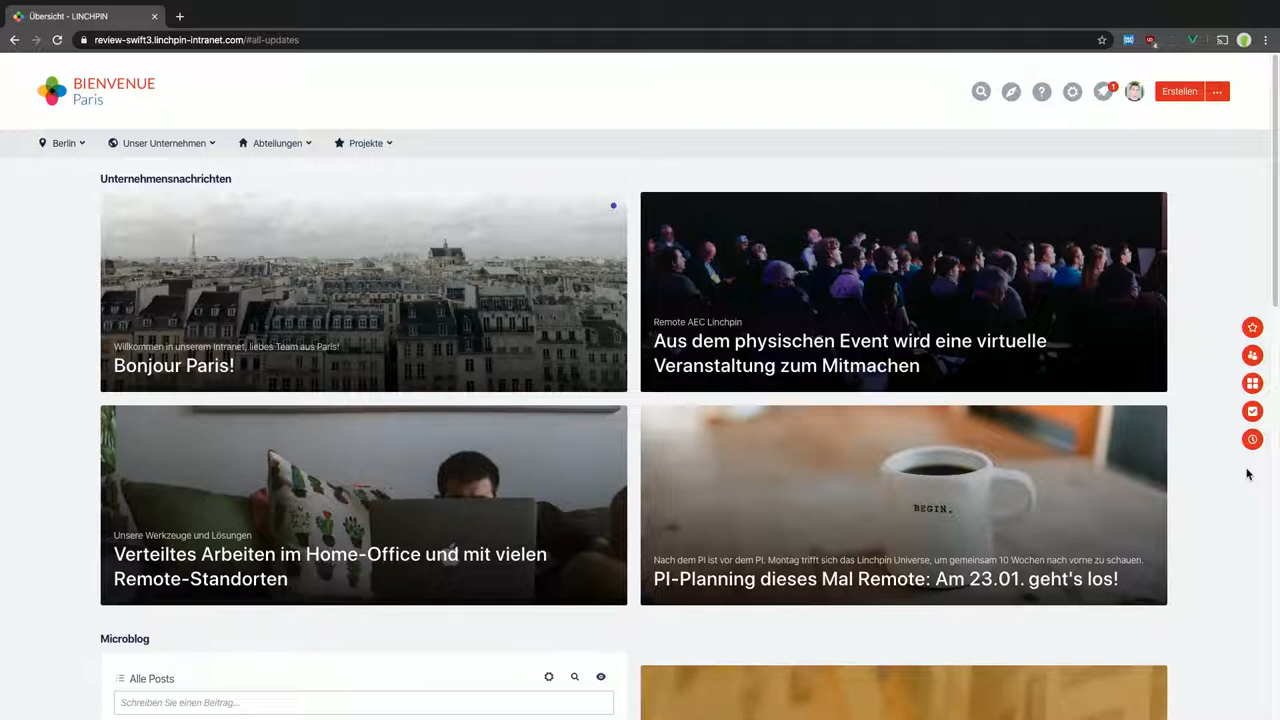 Übersicht - LINCHPIN
review-swift3.linchpin-intranet.com/#all-updates
BIENVENUE
Paris
1
Erstellen
...
Berlin
Unser Unternehmen
Abteilungen
Projekte
Unternehmensnachrichten
Willkommen in unserem Intranet, liebes Team aus Paris!
Bonjour Paris!
Remote AEC Linchpin
Aus dem physischen Event wird eine virtuelle
Veranstaltung zum Mitmachen
Unsere Werkzeuge und Lösungen
Verteiltes Arbeiten im Home-Office und mit vielen
Remote-Standorten
BEGIN.
Nach dem PI ist vor dem PI. Montag trifft sich das Linchpin Universe, um gemeinsam 10 Wochen nach vorne zu schauen.
PI-Planning dieses Mal Remote: Am 23.01. geht's los!
Microblog
Alle Posts
Schreiben Sie einen Beitrag...